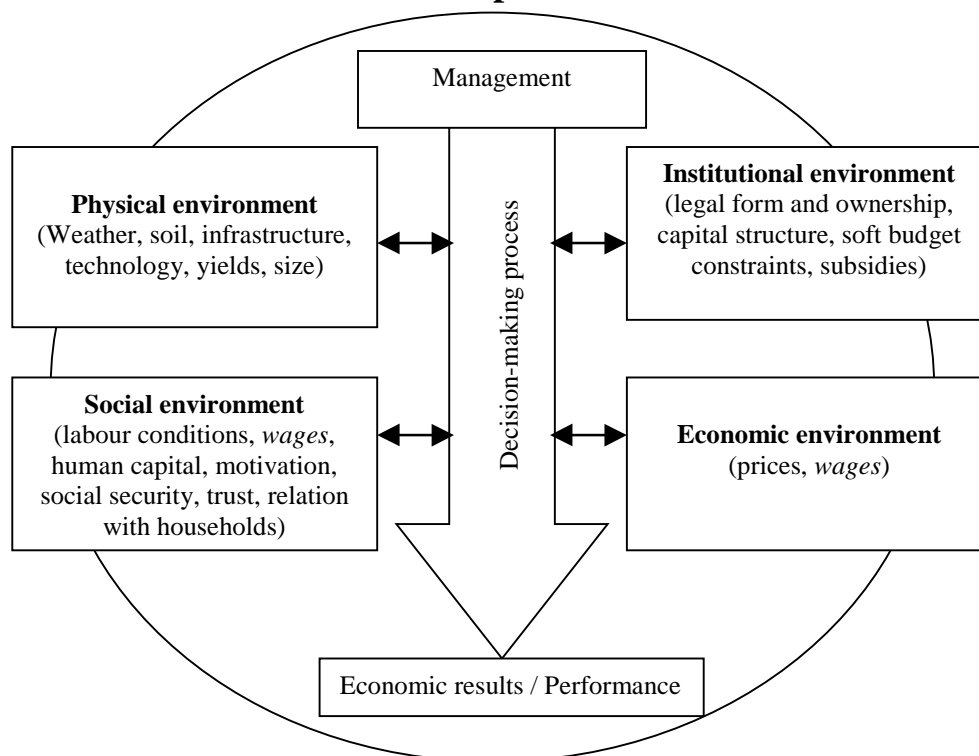 Management
Physical environment
(Weather, soil, infrastructure,
technology, yields, size)
Institutional environment
(legal form and ownership,
capital structure, soft budget
constraints, subsidies)
Decision-making process
Social environment
(labour conditions, wages,
human capital, motivation,
social security, trust, relation
with households)
Economic environment
(prices, wages)
Economic results / Performance